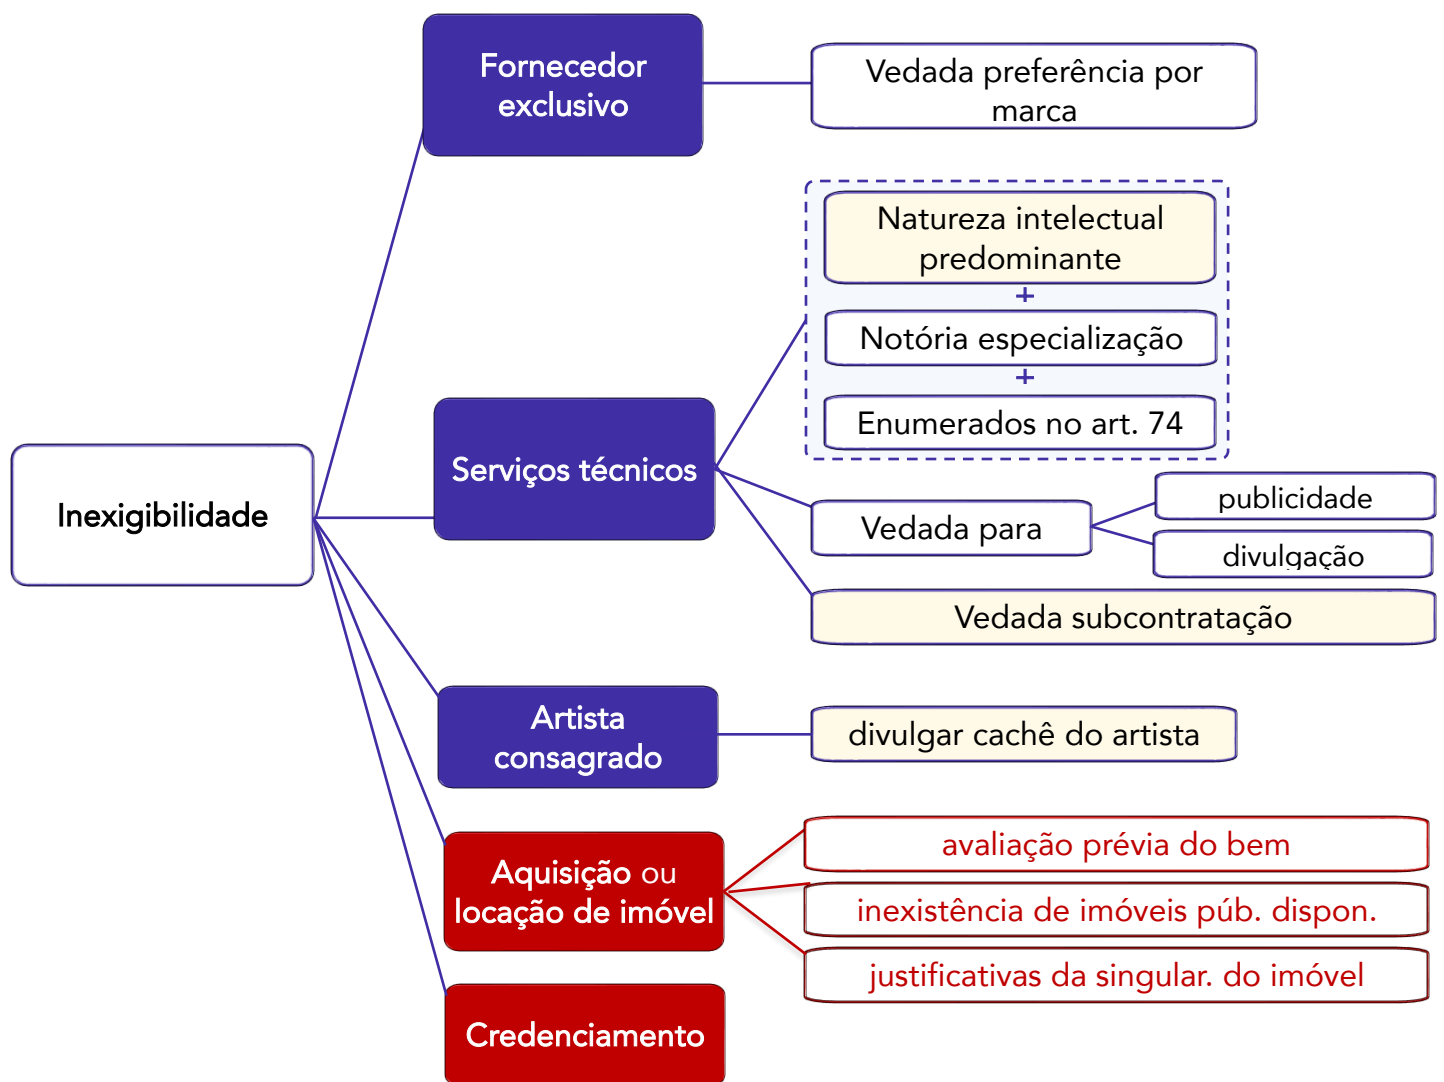 Fornecedor
exclusivo
Vedada preferência por
marca
Natureza intelectual
predominante
+
Notória especialização
+
Enumerados no art. 74
Serviços técnicos
Inexigibilidade
publicidade
Vedada para
divulgação
Vedada subcontratação
Artista
consagrado
divulgar cachê do artista
Aquisição ou
locação de imóvel
avaliação prévia do bem
inexistência de imóveis púb. dispon.
justificativas da singular. do imóvel
Credenciamento